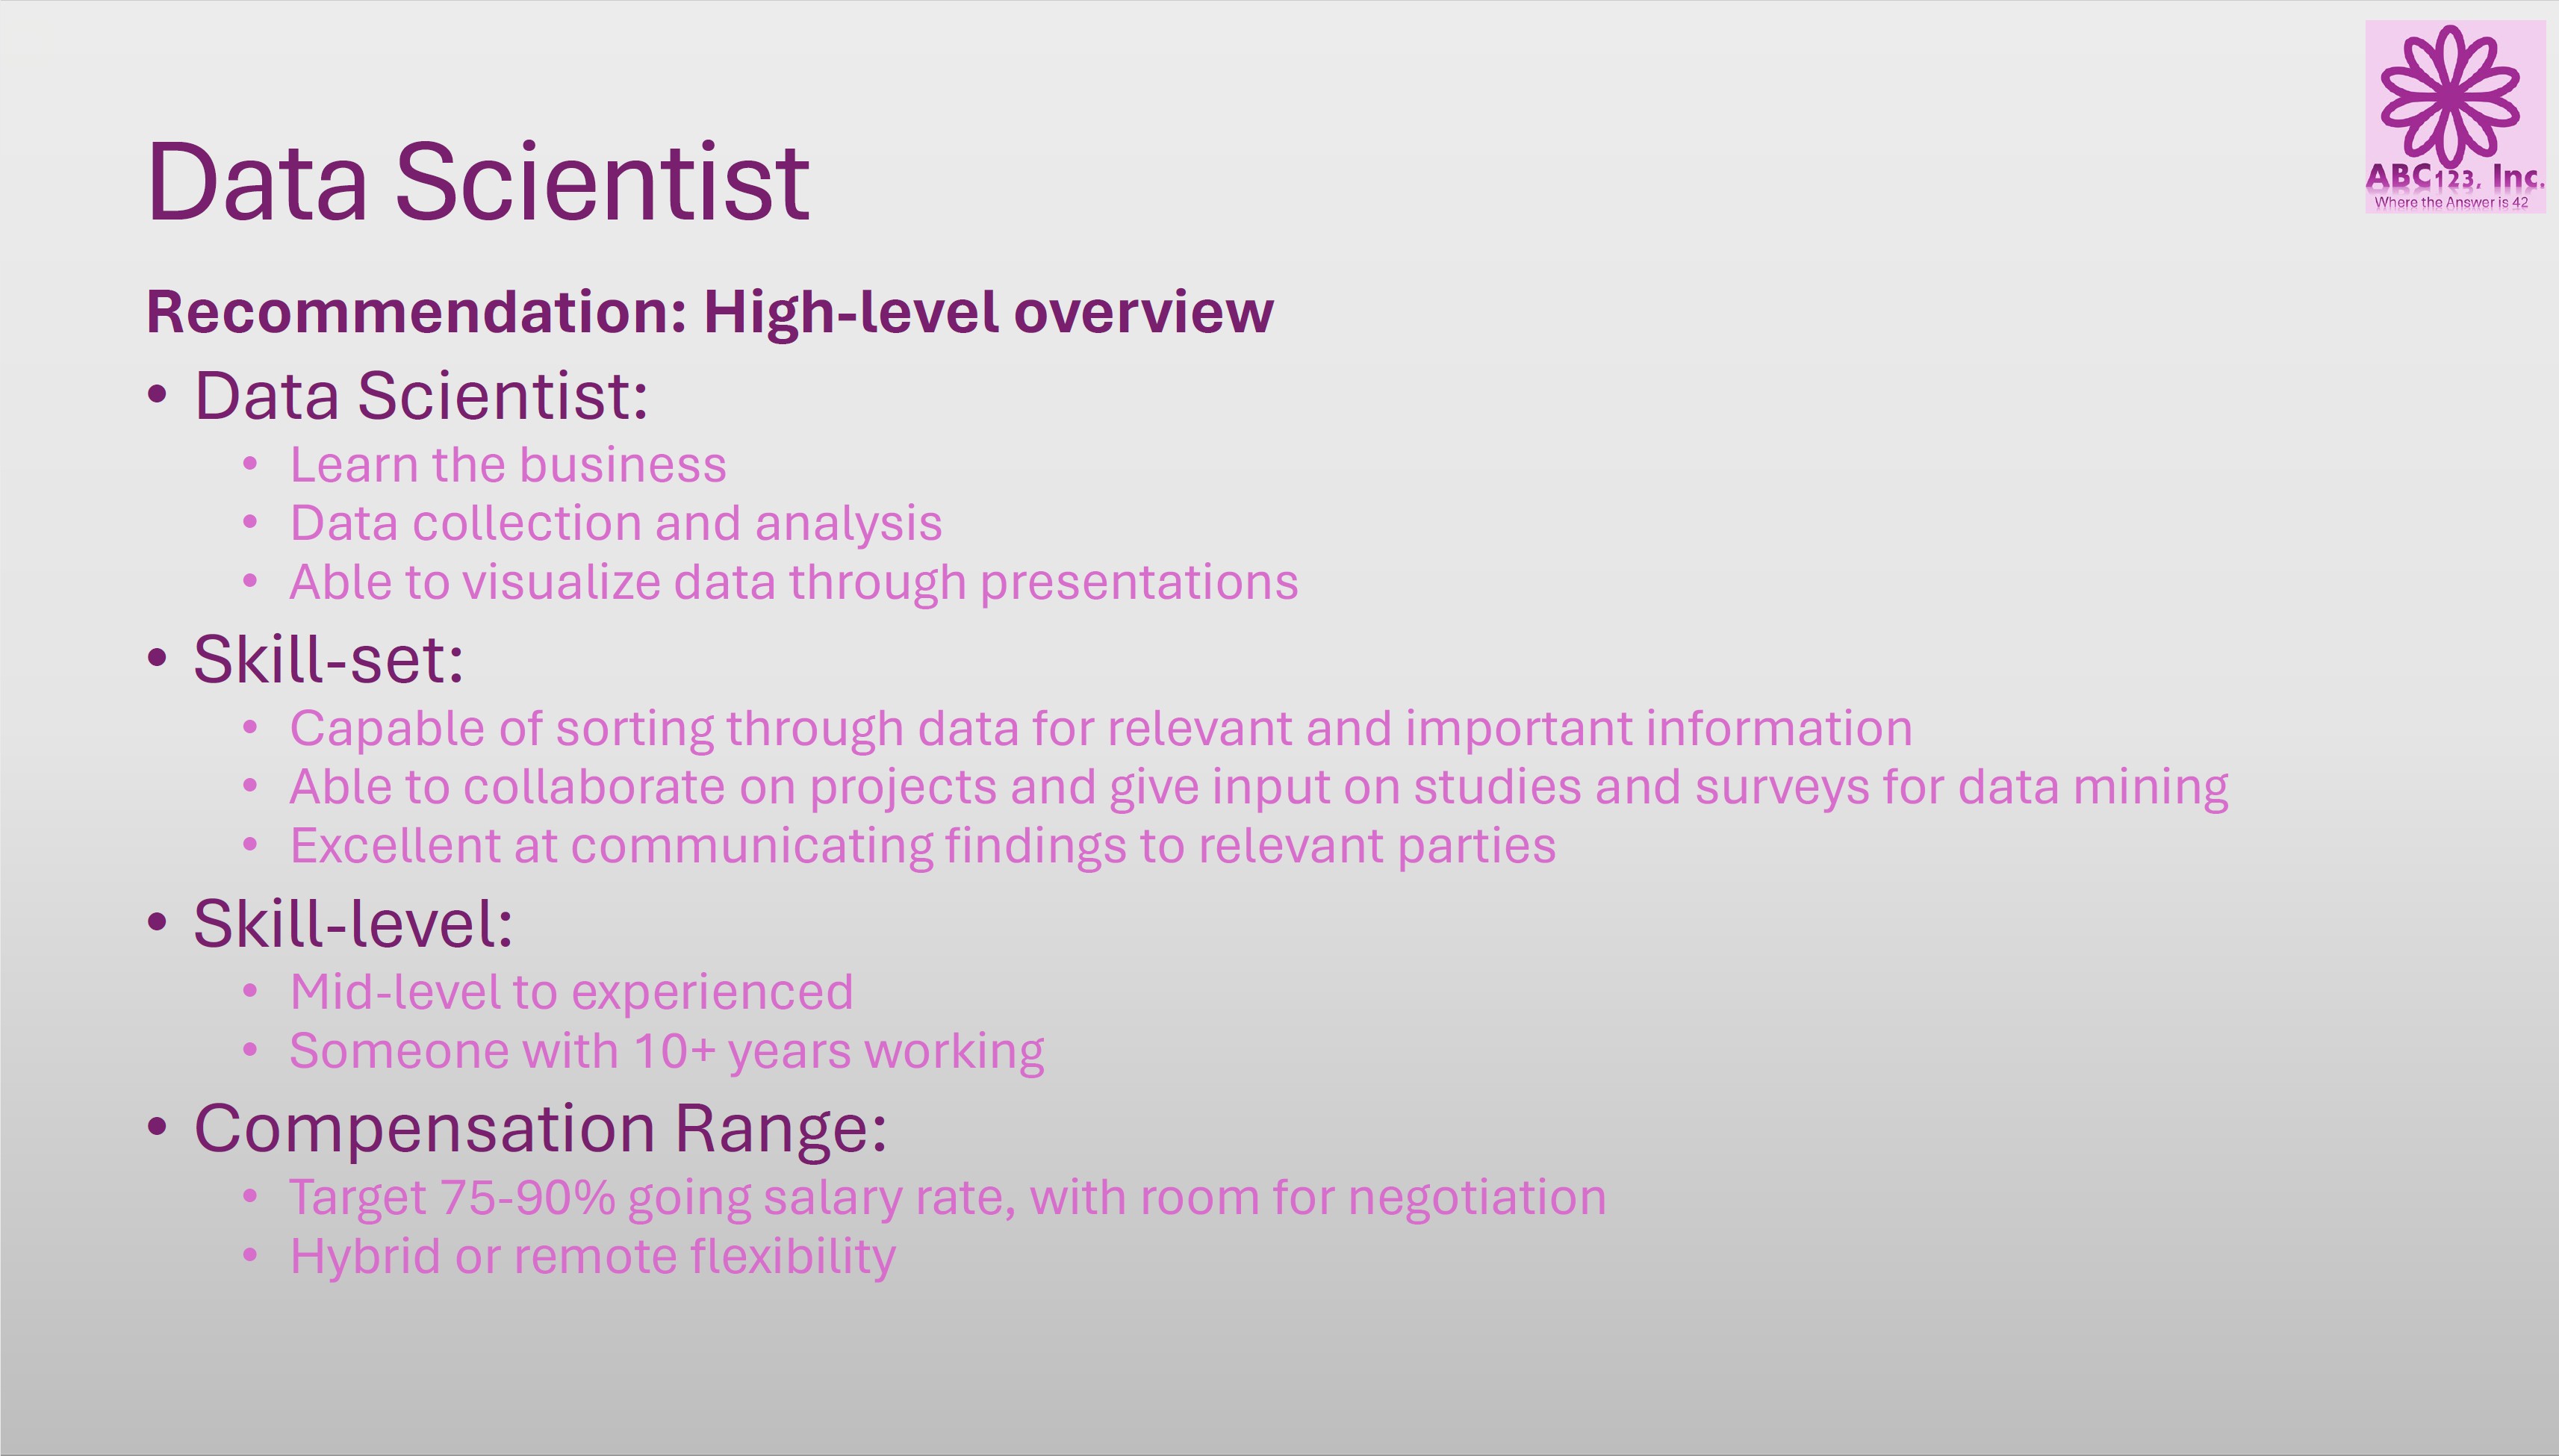 ABC123, Inc.
Where the Answer is 42
Data Scientist
Recommendation: High-level overview
• Data Scientist:
• Learn the business
• Data collection and analysis
• Able to visualize data through presentations
• Skill-set:
• Capable of sorting through data for relevant and important information
• Able to collaborate on projects and give input on studies and surveys for data mining
• Excellent at communicating findings to relevant parties
• Skill-level:
• Mid-level to experienced
• Someone with 10+ years working
• Compensation Range:
• Target 75-90% going salary rate, with room for negotiation
• Hybrid or remote flexibility